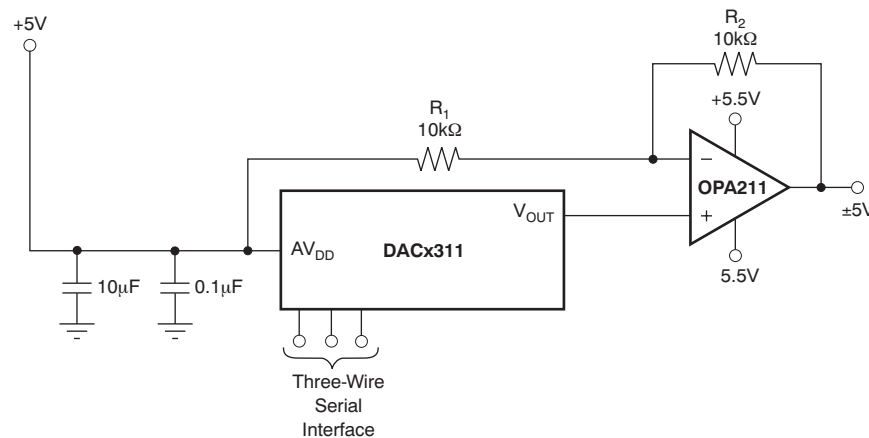 +5V
R2
10kΩ
+5.5V
R1
10kΩ
OPA211
−
+
±5V
VOUT
AVDD
DACx311
5.5V
10μF
0.1μF
Three-Wire
Serial
Interface